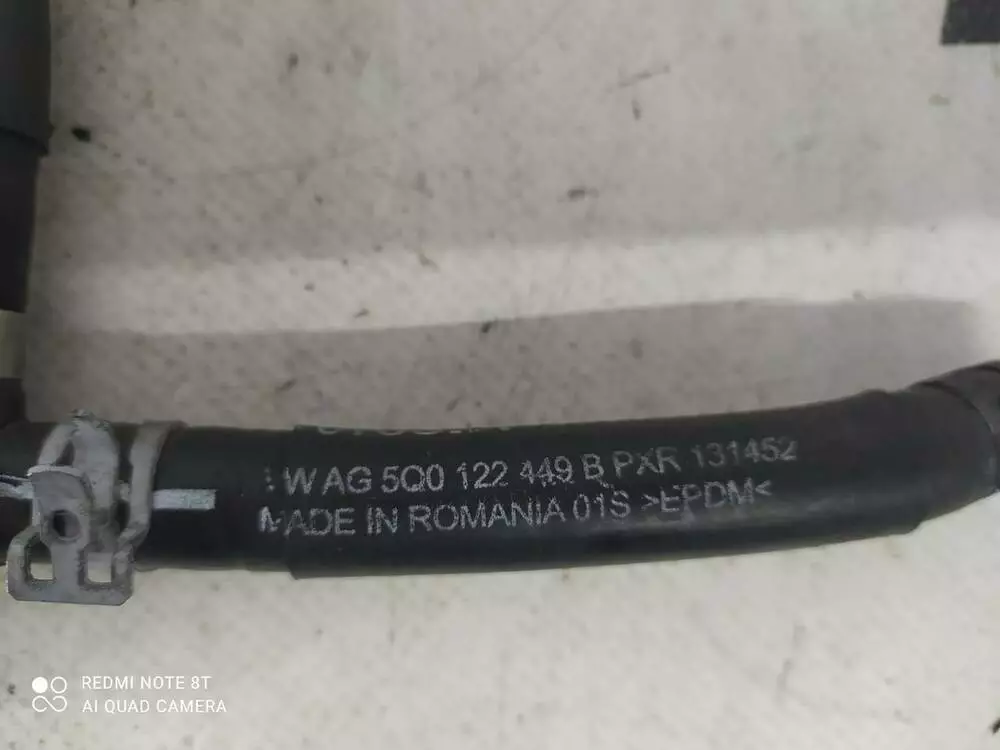 VW AG 5Q0 122 449 B PXR 131452
MADE IN ROMANIA 01S >EPDM<
REDMI NOTE 8T
AI QUAD CAMERA